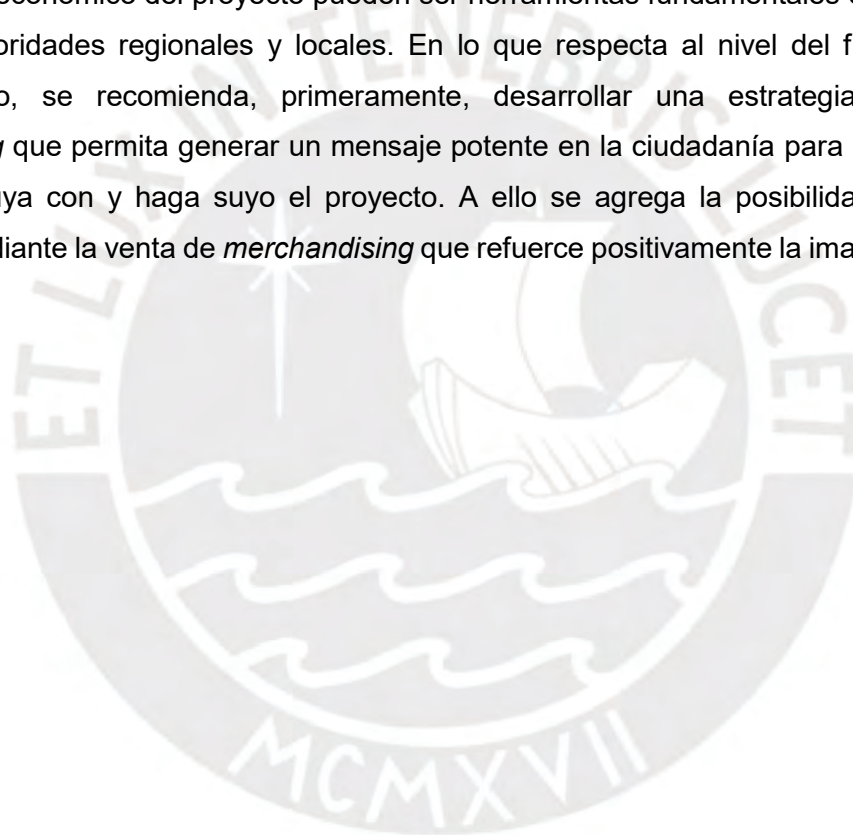 económico del proyecto pueden ser herramientas fundamentales
oridades regionales y locales. En lo que respecta al nivel del f
o, se recomienda, primeramente, desarrollar una estrategia
g que permita generar un mensaje potente en la ciudadanía para
uya con y haga suyo el proyecto. A ello se agrega la posibilida
diante la venta de merchandising que refuerce positivamente la ima
ET LUX IN TENEBRIS LUCET
MCMXVII